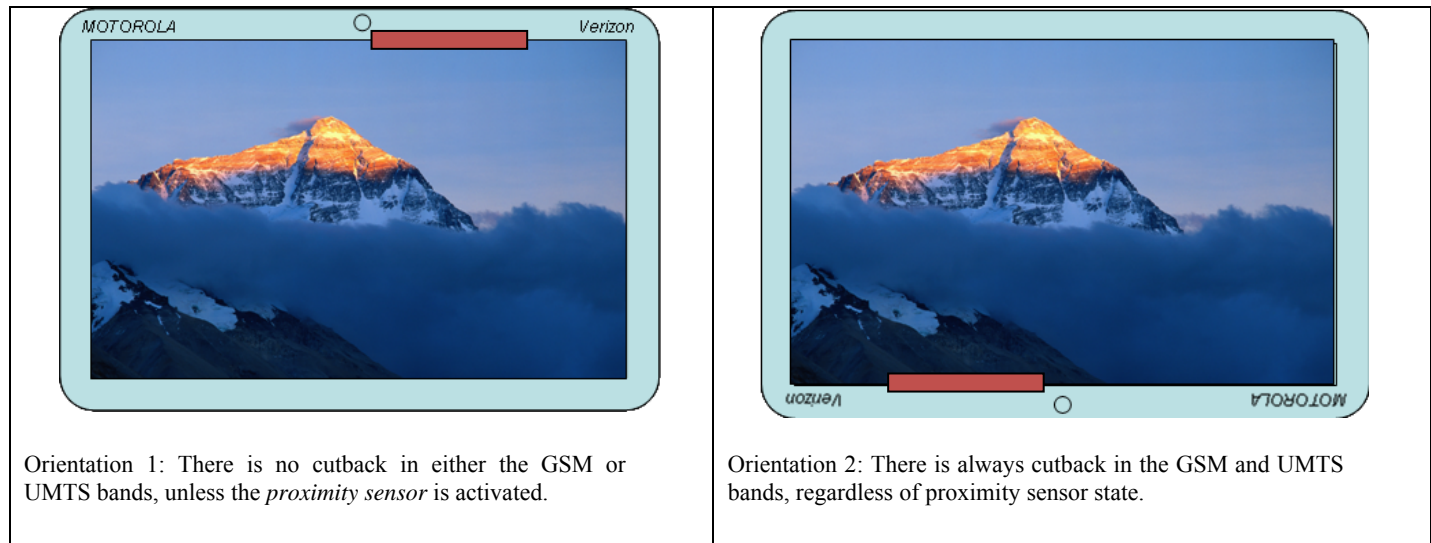 MOTOROLA Verizon
Orientation 1: There is no cutback in either the GSM or
UMTS bands, unless the proximity sensor is activated.
Verizon MOTOROLA
Orientation 2: There is always cutback in the GSM and UMTS
bands, regardless of proximity sensor state.